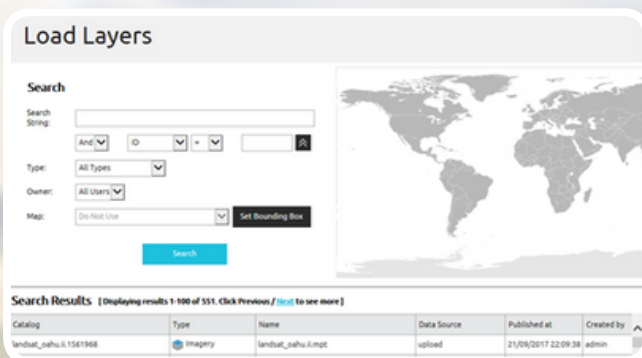 Load Layers
Search
Search String:
And ID =
Type: All Types
Owner: All Users
Map: Do Not Use Set Bounding Box
Search
Search Results [Displaying results 1-100 of 551. Click Previous / Next to see more]
Catalog Type Name Data Source Published at Created by
landsat_oahu.ii.1561968 Imagery landsat_oahu.ii.mpt upload 21/09/2017 22:09:38 admin